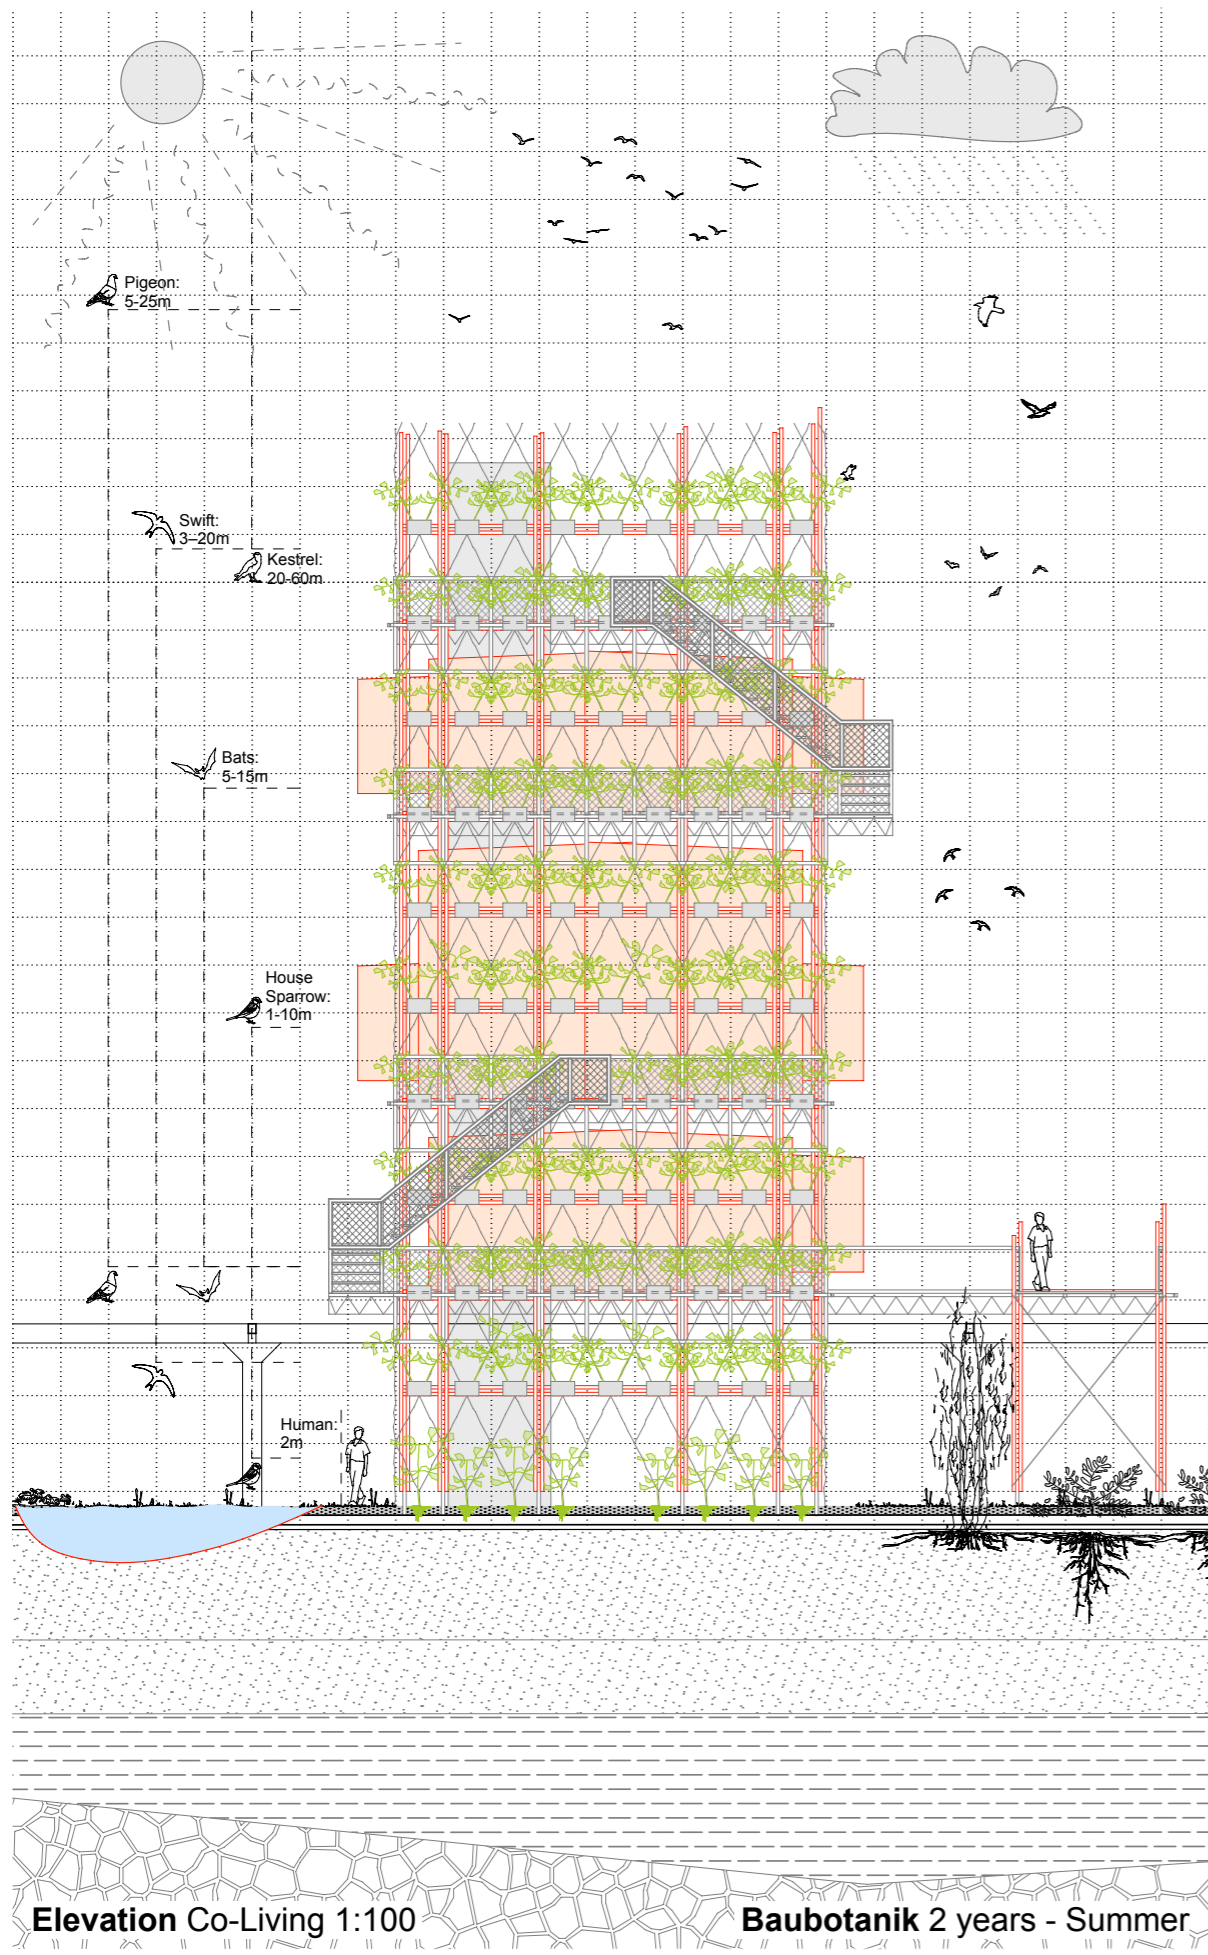 Pigeon:
5-25m
Swift:
3–20m
Kestrel:
20-60m
Bats:
5-15m
House
Sparrow:
1-10m
Human:
2m
Elevation Co-Living 1:100
Baubotanik 2 years - Summer